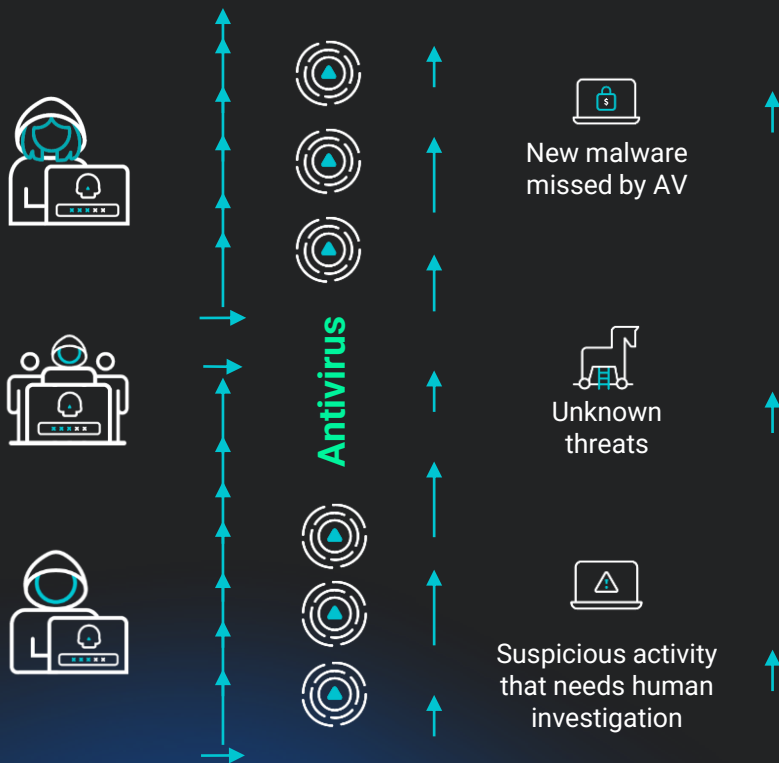 New malware
missed by AV
Antivirus
Unknown
threats
Suspicious activity
that needs human
investigation